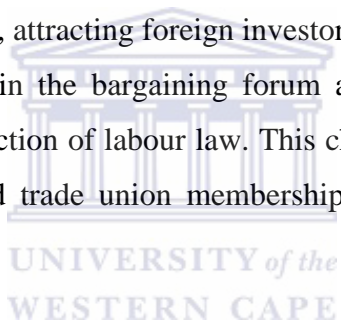 , attracting foreign investor
in the bargaining forum a
ction of labour law. This c
d trade union membership
UNIVERSITY of the
WESTERN CAPE